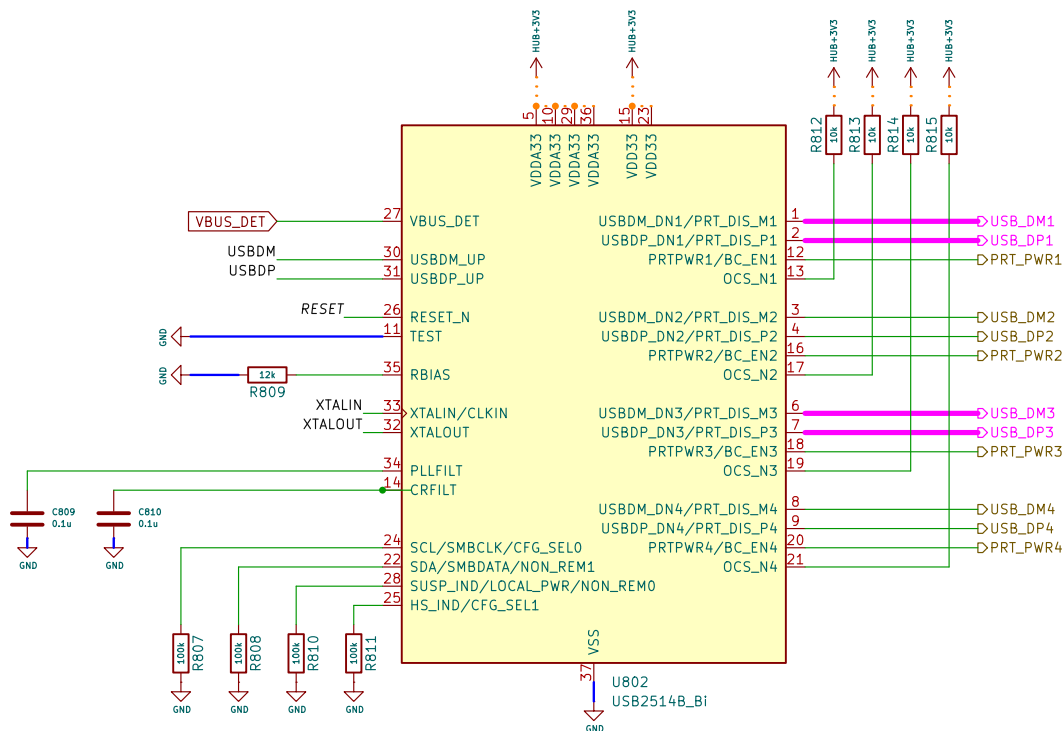 HUB+3V3
HUB+3V3
HUB+3V3
HUB+3V3
HUB+3V3
HUB+3V3
5
10
29
36
15
23
VDDA33
VDDA33
VDDA33
VDDA33
VDD33
VDD33
R812
10k
R813
10k
R814
10k
R815
10k
VBUS_DET
27
VBUS_DET
USBDM
30
USBDM_UP
USBDP
31
USBDP_UP
RESET
26
RESET_N
GND
11
TEST
GND
12k
R809
35
RBIAS
XTALIN
33
XTALIN/CLKIN
XTALOUT
32
XTALOUT
34
PLLFILT
14
CRFILT
C809
0.1u
GND
C810
0.1u
GND
24
SCL/SMBCLK/CFG_SEL0
22
SDA/SMBDATA/NON_REM1
28
SUSP_IND/LOCAL_PWR/NON_REM0
25
HS_IND/CFG_SEL1
USBDM_DN1/PRT_DIS_M1
1
USB_DM1
USBDP_DN1/PRT_DIS_P1
2
USB_DP1
PRTPWR1/BC_EN1
12
PRT_PWR1
OCS_N1
13
USBDM_DN2/PRT_DIS_M2
3
USB_DM2
USBDP_DN2/PRT_DIS_P2
4
USB_DP2
PRTPWR2/BC_EN2
16
PRT_PWR2
OCS_N2
17
USBDM_DN3/PRT_DIS_M3
6
USB_DM3
USBDP_DN3/PRT_DIS_P3
7
USB_DP3
PRTPWR3/BC_EN3
18
PRT_PWR3
OCS_N3
19
USBDM_DN4/PRT_DIS_M4
8
USB_DM4
USBDP_DN4/PRT_DIS_P4
9
USB_DP4
PRTPWR4/BC_EN4
20
PRT_PWR4
OCS_N4
21
100k
R807
GND
100k
R808
GND
100k
R810
GND
100k
R811
GND
VSS
37
GND
U802
USB2514B_Bi